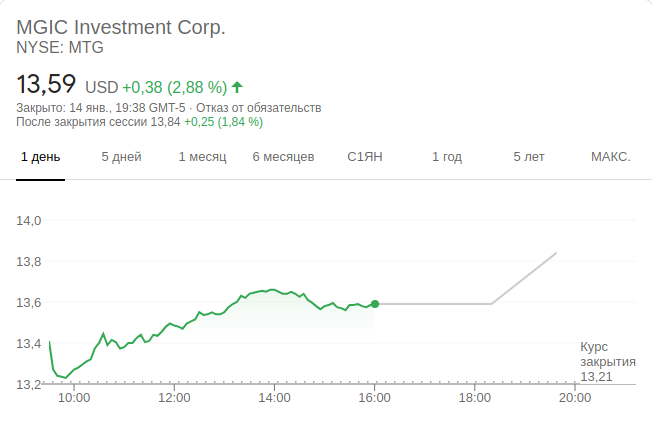 MGIC Investment Corp.
NYSE: MTG
13,59 USD +0,38 (2,88 %)
Закрыто: 14 янв., 19:38 GMT-5 · Отказ от обязательств
После закрытия сессии 13,84 +0,25 (1,84 %)
1 день 5 дней 1 месяц 6 месяцев С1ЯН 1 год 5 лет МАКС.
14,0
13,8
13,6
13,4
13,2
Курс
закрытия
13,21
10:00 12:00 14:00 16:00 18:00 20:00